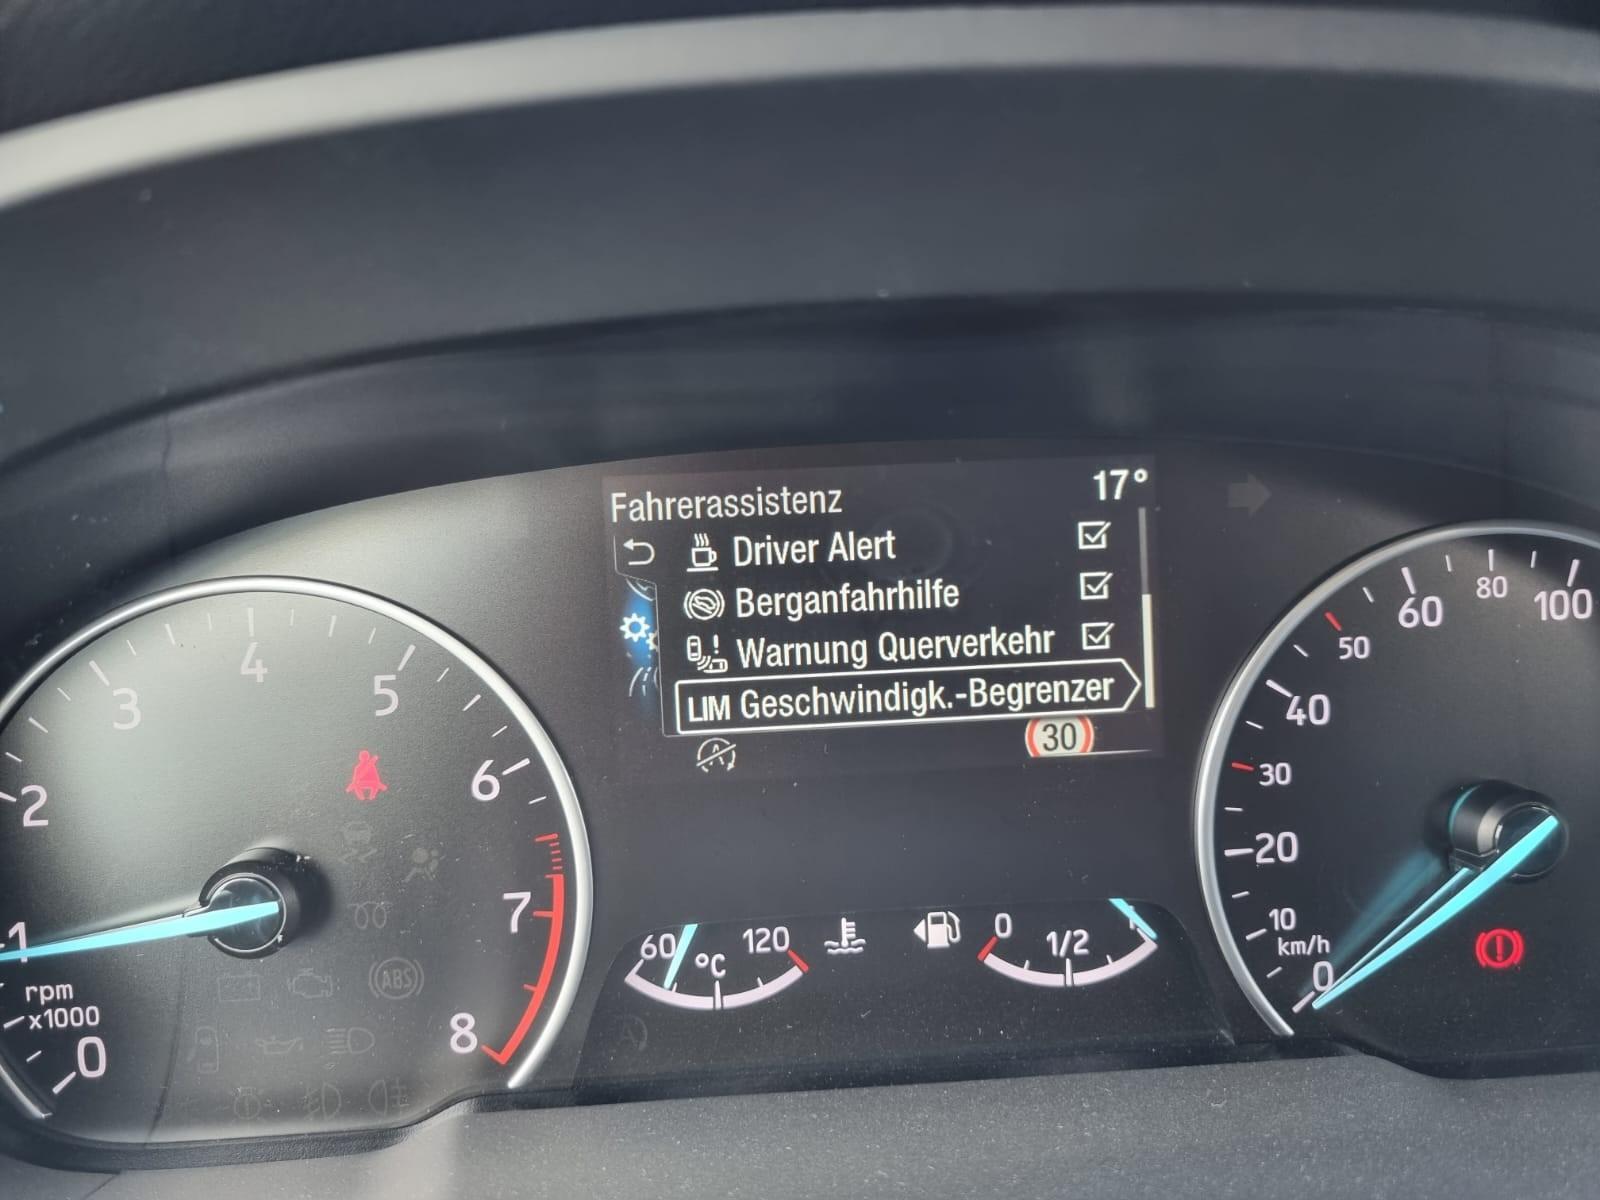 Fahrerassistenz
17°
Driver Alert
Berganfahrhilfe
Warnung Querverkehr
LIM Geschwindigk.-Begrenzer
A
30
0
1
2
3
4
5
6
7
8
rpm
x1000
ABS
60
°C
120
0
1/2
1
0
10
20
30
40
50
60
80
100
km/h